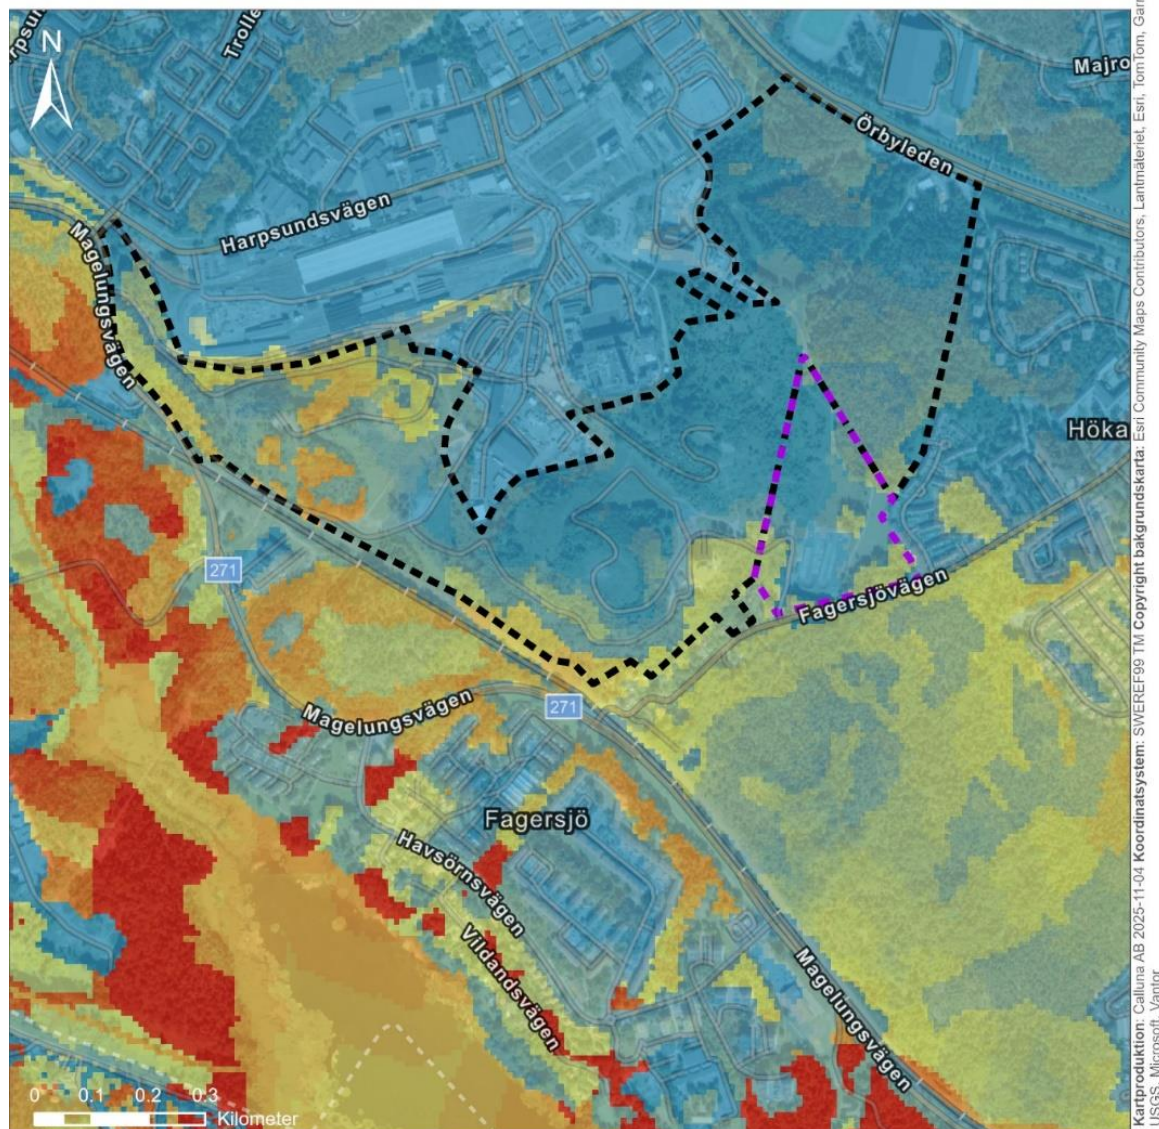 rpsun
Trolle
N
Majro
Örbyleden
Harpsundsvägen
Magelungsvägen
Höka
271
Fagersjövägen
271
Magelungsvägen
Fagersjö
Havsörnsvägen
Vildandsvägen
Magelungsvägen
0 0.1 0.2 0.3
Kilometer
Kartproduktion: Calluna AB 2025-11-04 Koordinatsystem: SWEREF99 TM Copyright bakgrundskarta: Esri Community Maps Contributors, Lantmäteriet, Esri, TomTom, Garm
USGS, Microsoft, Vantor